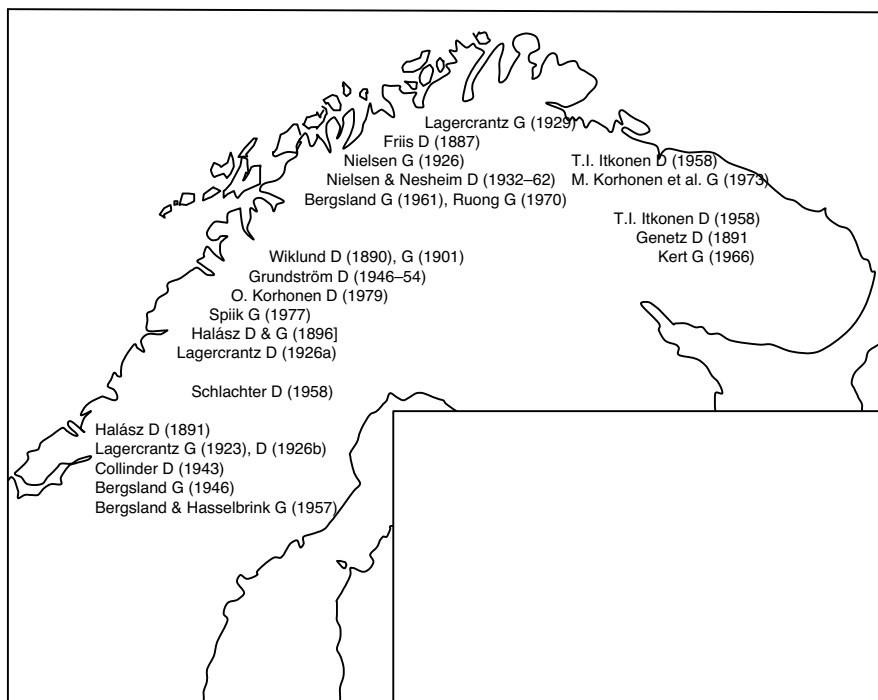 Lagercrantz G (1929)
Friis D (1887)
Nielsen G (1926)
Nielsen & Nesheim D (1932–62)
Bergsland G (1961), Ruong G (1970)
T.I. Itkonen D (1958)
M. Korhonen et al. G (1973)
T.I. Itkonen D (1958)
Genetz D (1891
Kert G (1966)
Wiklund D (1890), G (1901)
Grundström D (1946–54)
O. Korhonen D (1979)
Spiik G (1977)
Halász D & G (1896]
Lagercrantz D (1926a)
Schlachter D (1958)
Halász D (1891)
Lagercrantz G (1923), D (1926b)
Collinder D (1943)
Bergsland G (1946)
Bergsland & Hasselbrink G (1957)